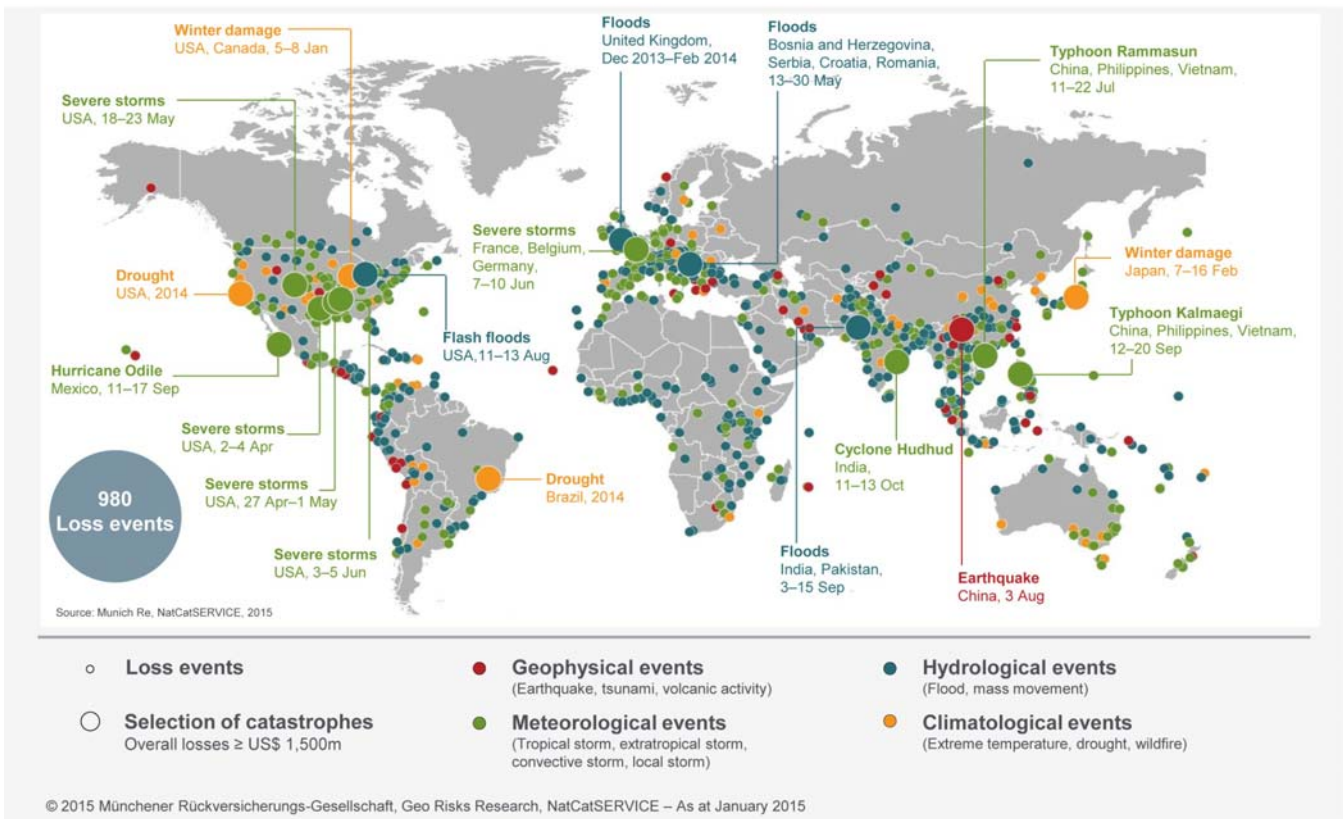 Winter damage
USA, Canada, 5–8 Jan
Floods
United Kingdom,
Dec 2013–Feb 2014
Floods
Bosnia and Herzegovina,
Serbia, Croatia, Romania,
13–30 May
Typhoon Rammasun
China, Philippines, Vietnam,
11–22 Jul
Severe storms
USA, 18–23 May
Severe storms
France, Belgium,
Germany,
7–10 Jun
Winter damage
Japan, 7–16 Feb
Drought
USA, 2014
Typhoon Kalmaegi
China, Philippines, Vietnam,
12–20 Sep
Flash floods
USA,11–13 Aug
Hurricane Odile
Mexico, 11–17 Sep
Severe storms
USA, 2–4 Apr
Cyclone Hudhud
India,
11–13 Oct
Severe storms
USA, 27 Apr–1 May
Drought
Brazil, 2014
980
Loss events
Severe storms
USA, 3–5 Jun
Floods
India, Pakistan,
3–15 Sep
Earthquake
China, 3 Aug
Source: Munich Re, NatCatSERVICE, 2015
Loss events
Geophysical events
(Earthquake, tsunami, volcanic activity)
Hydrological events
(Flood, mass movement)
Selection of catastrophes
Overall losses ≥ US$ 1,500m
Meteorological events
(Tropical storm, extratropical storm,
convective storm, local storm)
Climatological events
(Extreme temperature, drought, wildfire)
© 2015 Münchener Rückversicherungs-Gesellschaft, Geo Risks Research, NatCatSERVICE – As at January 2015